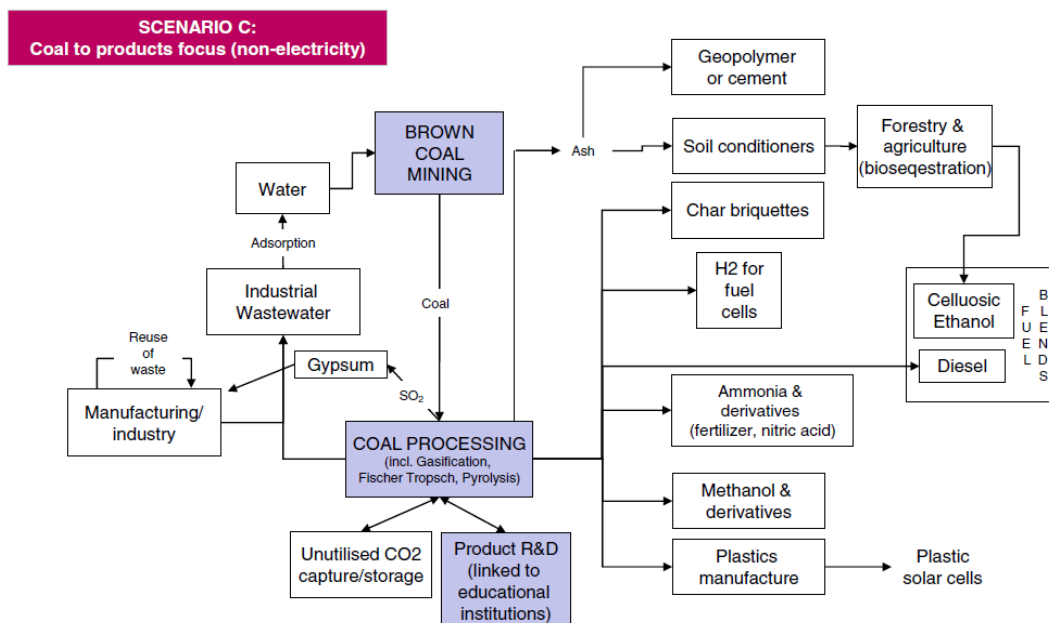 SCENARIO C:
Coal to products focus (non-electricity)
Geopolymer
or cement
BROWN
COAL
MINING
Ash
Soil conditioners
Forestry &
agriculture
(bioseqestration)
Water
Char briquettes
Adsorption
H2 for
fuel
cells
Industrial
Wastewater
Coal
Celluosic
Ethanol
FUEL
BLENDS
Reuse
of
waste
Gypsum
Diesel
SO₂
Manufacturing/
industry
Ammonia &
derivatives
(fertilizer, nitric acid)
COAL PROCESSING
(incl. Gasification,
Fischer Tropsch, Pyrolysis)
Methanol &
derivatives
Unutilised CO2
capture/storage
Product R&D
(linked to
educational
institutions)
Plastics
manufacture
Plastic
solar cells